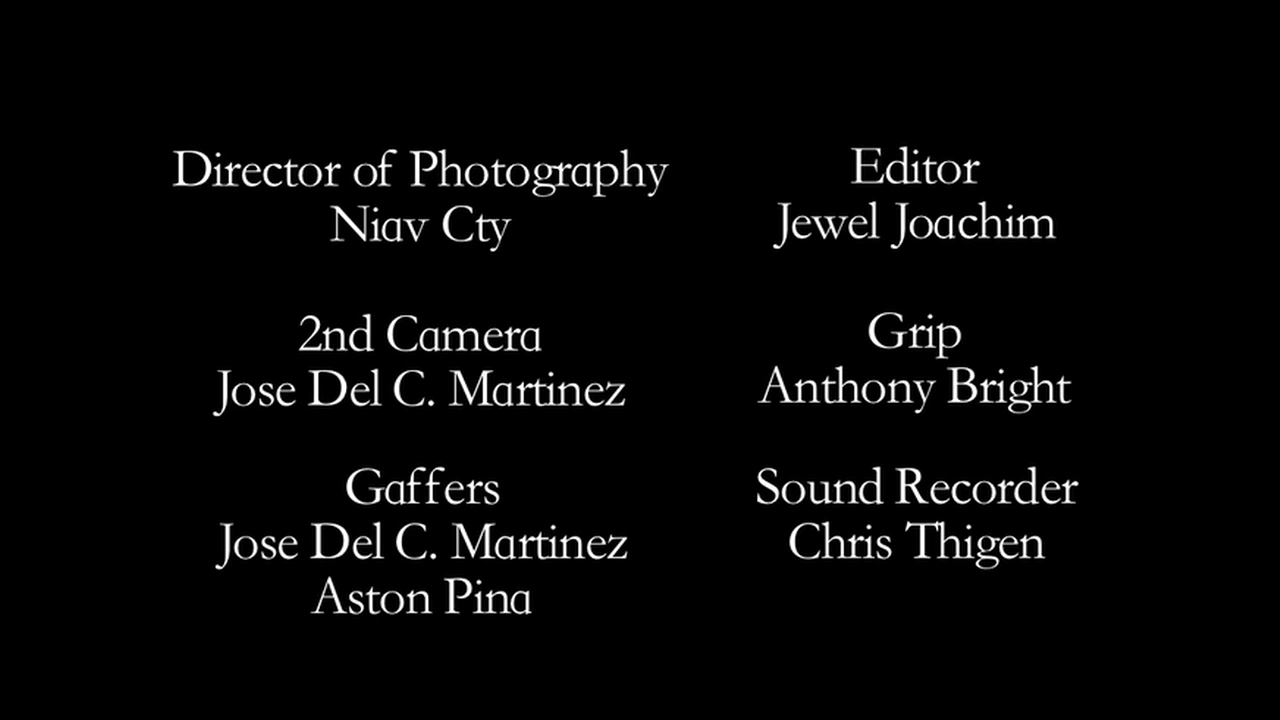 Director of Photography
Niav Cty
Editor
Jewel Joachim
2nd Camera
Jose Del C. Martinez
Grip
Anthony Bright
Gaffers
Jose Del C. Martinez
Aston Pina
Sound Recorder
Chris Thigen